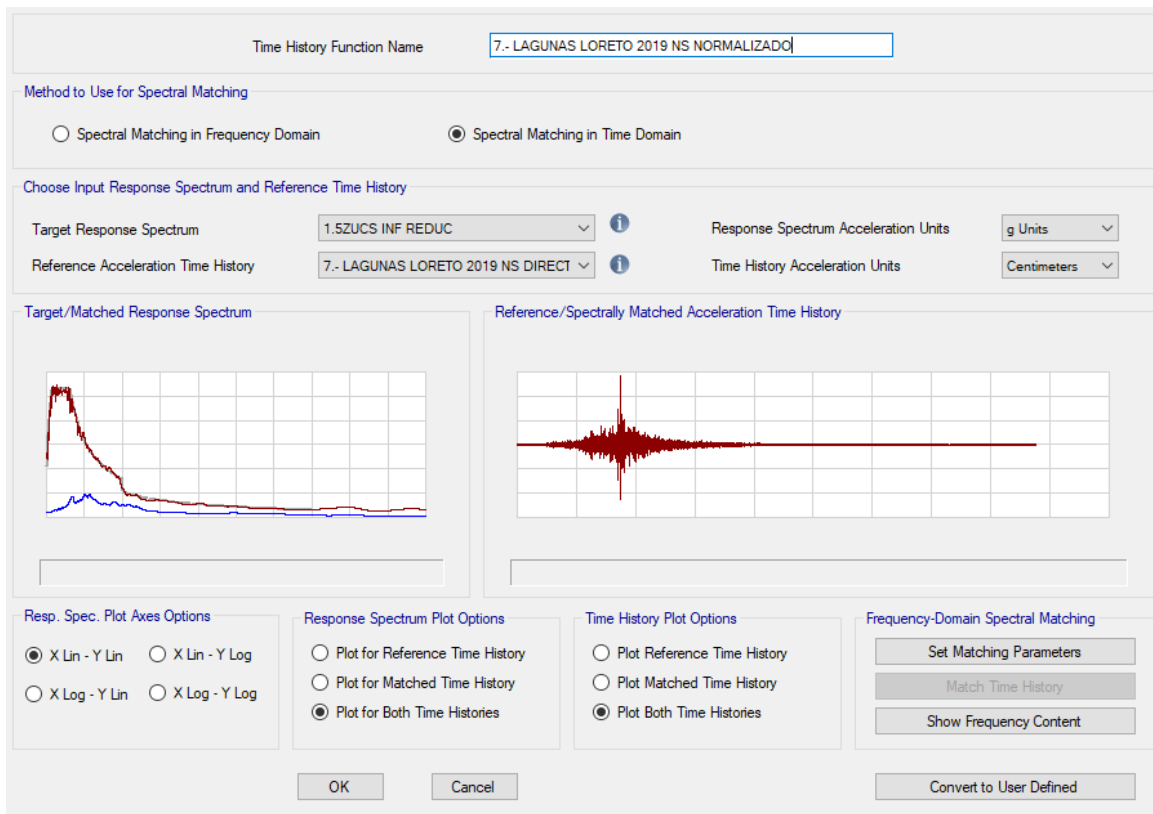 Time History Function Name
7.- LAGUNAS LORETO 2019 NS NORMALIZADO
Method to Use for Spectral Matching
Spectral Matching in Frequency Domain
Spectral Matching in Time Domain
Choose Input Response Spectrum and Reference Time History
Target Response Spectrum
1.5ZUCS INF REDUC
Response Spectrum Acceleration Units
g Units
Reference Acceleration Time History
7.- LAGUNAS LORETO 2019 NS DIRECT
Time History Acceleration Units
Centimeters
Target/Matched Response Spectrum
Reference/Spectrally Matched Acceleration Time History
Resp. Spec. Plot Axes Options
X Lin - Y Lin
X Lin - Y Log
X Log - Y Lin
X Log - Y Log
Response Spectrum Plot Options
Plot for Reference Time History
Plot for Matched Time History
Plot for Both Time Histories
Time History Plot Options
Plot Reference Time History
Plot Matched Time History
Plot Both Time Histories
Frequency-Domain Spectral Matching
Set Matching Parameters
Match Time History
Show Frequency Content
OK
Cancel
Convert to User Defined